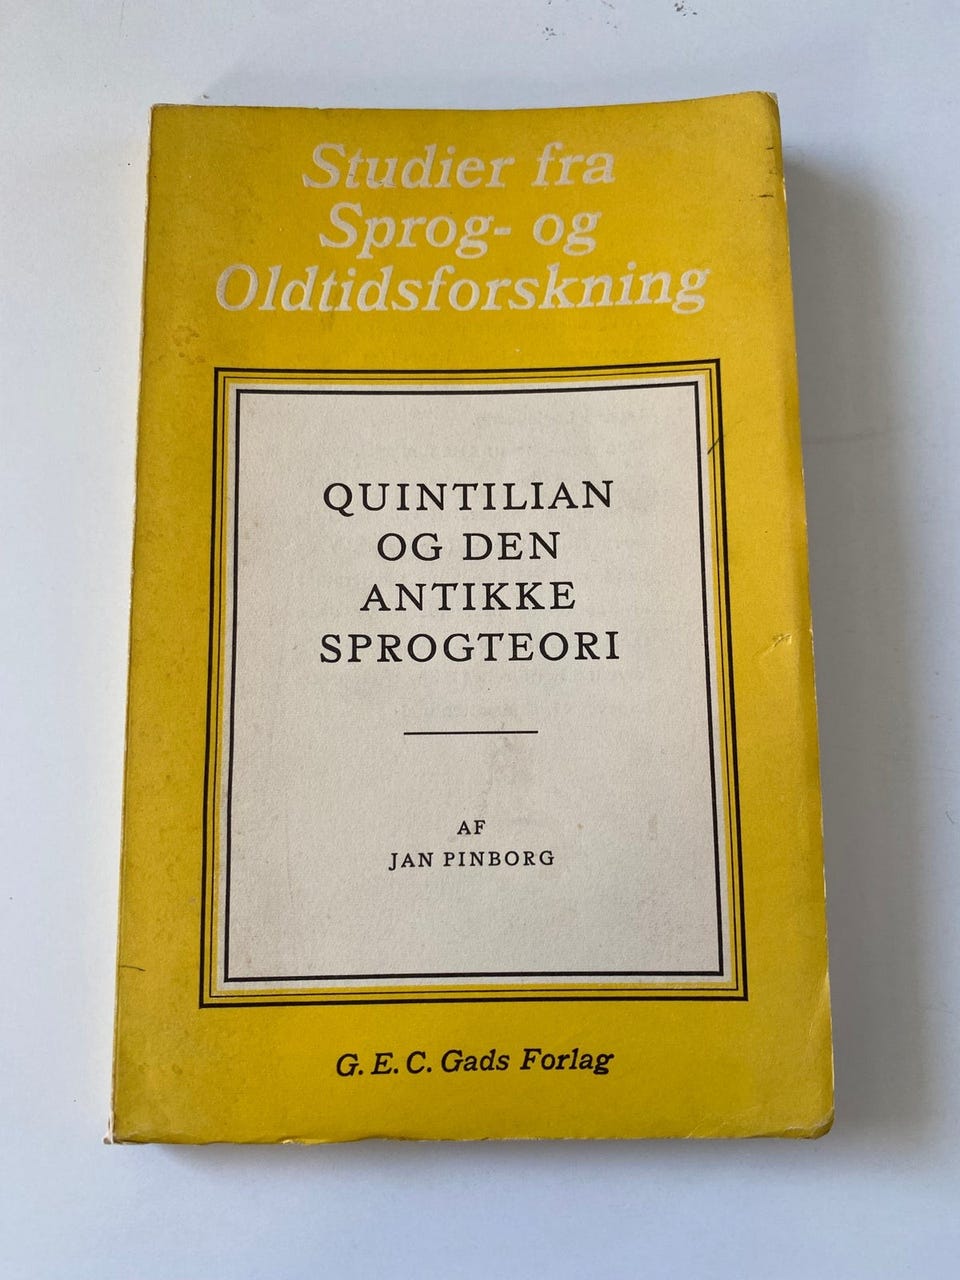 Studier fra
Sprog- og
Oldtidsforskning
QUINTILIAN
OG DEN
ANTIKKE
SPROGTEORI
AF
JAN PINBORG
G. E. C. Gads Forlag